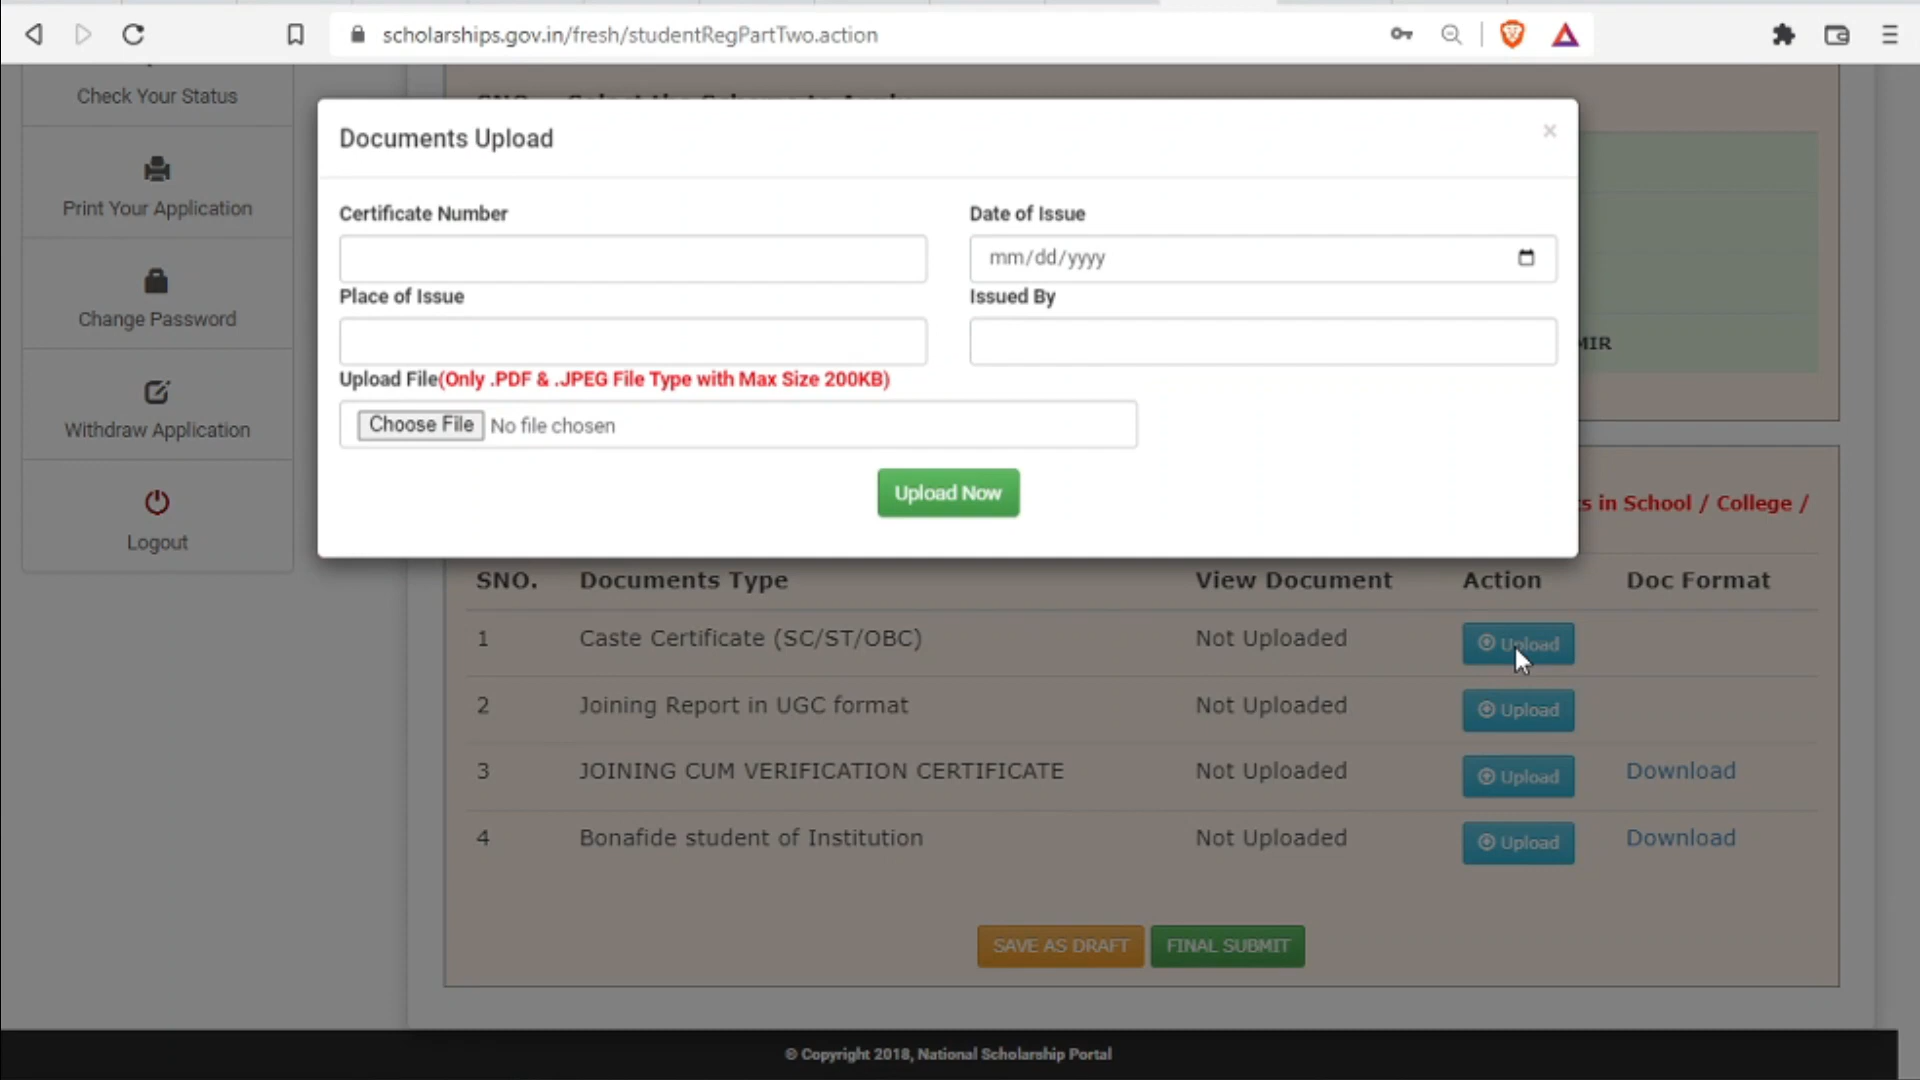 scholarships.gov.in/fresh/studentRegPartTwo.action
Check Your Status
Print Your Application
Change Password
Withdraw Application
Logout
Documents Upload
×
Certificate Number
Date of Issue
mm/dd/yyyy
Place of Issue
Issued By
Upload File(Only .PDF & .JPEG File Type with Max Size 200KB)
Choose File No file chosen
Upload Now
MIR
in School / College /
SNO. Documents Type View Document Action Doc Format
1 Caste Certificate (SC/ST/OBC) Not Uploaded Upload
2 Joining Report in UGC format Not Uploaded Upload
3 JOINING CUM VERIFICATION CERTIFICATE Not Uploaded Upload Download
4 Bonafide student of Institution Not Uploaded Upload Download
SAVE AS DRAFT FINAL SUBMIT
© Copyright 2018, National Scholarship Portal